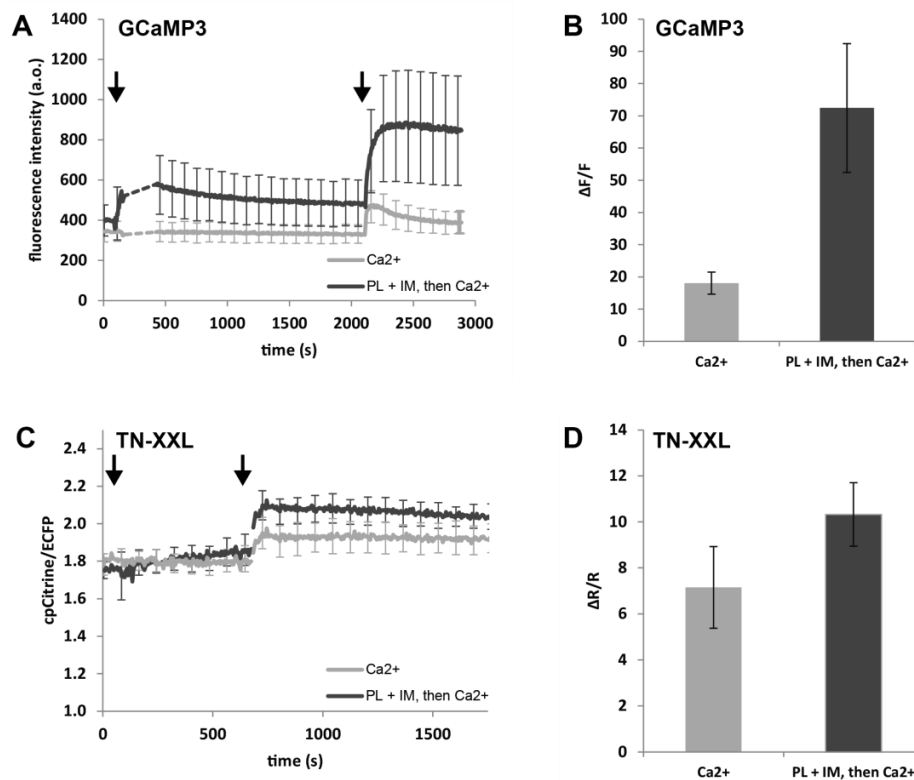 A
GCaMP3
1400
1200
1000
800
600
400
200
0
fluorescence intensity (a.o.)
0 500 1000 1500 2000 2500 3000
time (s)
Ca2+
PL + IM, then Ca2+
B
GCaMP3
100
90
80
70
60
50
40
30
20
10
0
ΔF/F
Ca2+ PL + IM, then Ca2+
C
TN-XXL
2.4
2.2
2.0
1.8
1.6
1.4
1.2
1.0
cpCitrine/ECFP
0 500 1000 1500
time (s)
Ca2+
PL + IM, then Ca2+
D
TN-XXL
14
12
10
8
6
4
2
0
ΔR/R
Ca2+ PL + IM, then Ca2+